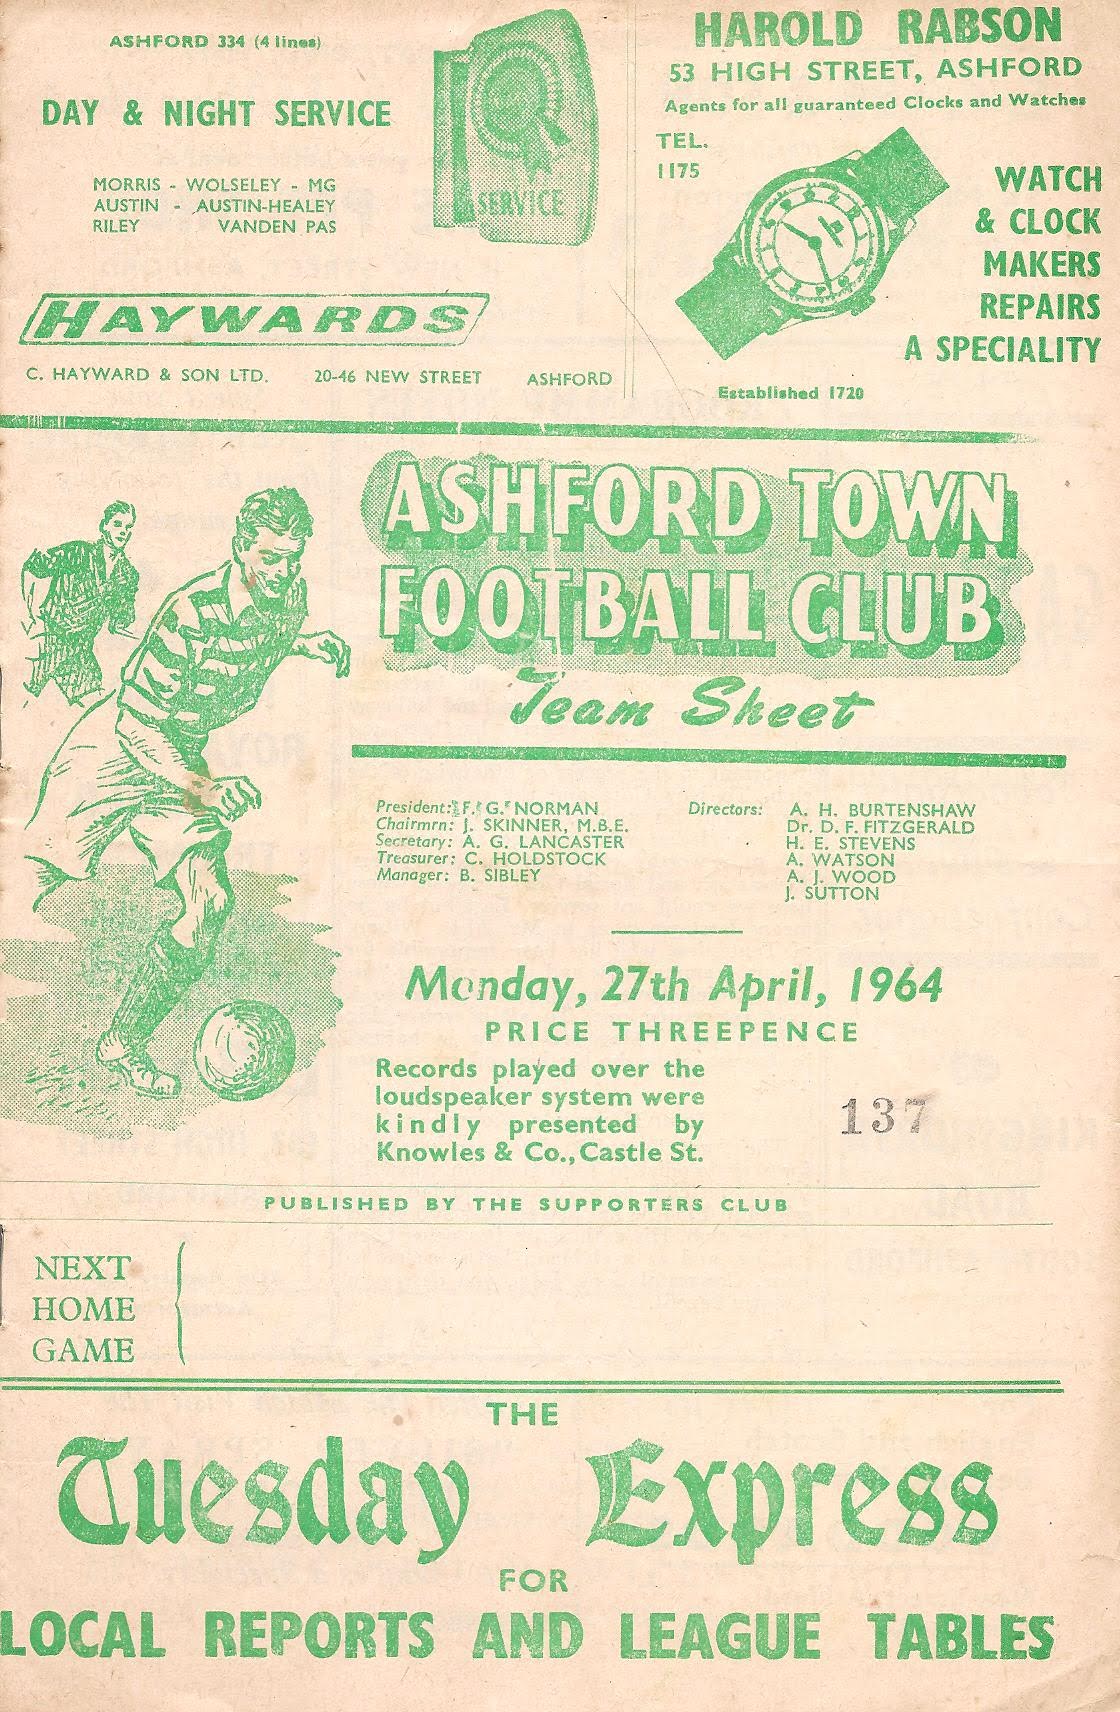 ASHFORD 334 (4 lines)
DAY & NIGHT SERVICE
MORRIS - WOLSELEY - MG
AUSTIN - AUSTIN-HEALEY
RILEY VANDEN PAS
SERVICE
HAYWARDS
C. HAYWARD & SON LTD. 20-46 NEW STREET ASHFORD
HAROLD RABSON
53 HIGH STREET, ASHFORD
Agents for all guaranteed Clocks and Watches
TEL.
1175
WATCH
& CLOCK
MAKERS
REPAIRS
A SPECIALITY
Established 1720
ASHFORD TOWN
FOOTBALL CLUB
Team Sheet
President: F. G. NORMAN
Chairmrn: J. SKINNER, M.B.E.
Secretary: A. G. LANCASTER
Treasurer: C. HOLDSTOCK
Manager: B. SIBLEY
Directors: A. H. BURTENSHAW
Dr. D. F. FITZGERALD
H. E. STEVENS
A. WATSON
A. J. WOOD
J. SUTTON
Monday, 27th April, 1964
PRICE THREEPENCE
Records played over the
loudspeaker system were
kindly presented by
Knowles & Co., Castle St.
137
PUBLISHED BY THE SUPPORTERS CLUB
NEXT
HOME
GAME
THE
Tuesday Express
FOR
LOCAL REPORTS AND LEAGUE TABLES